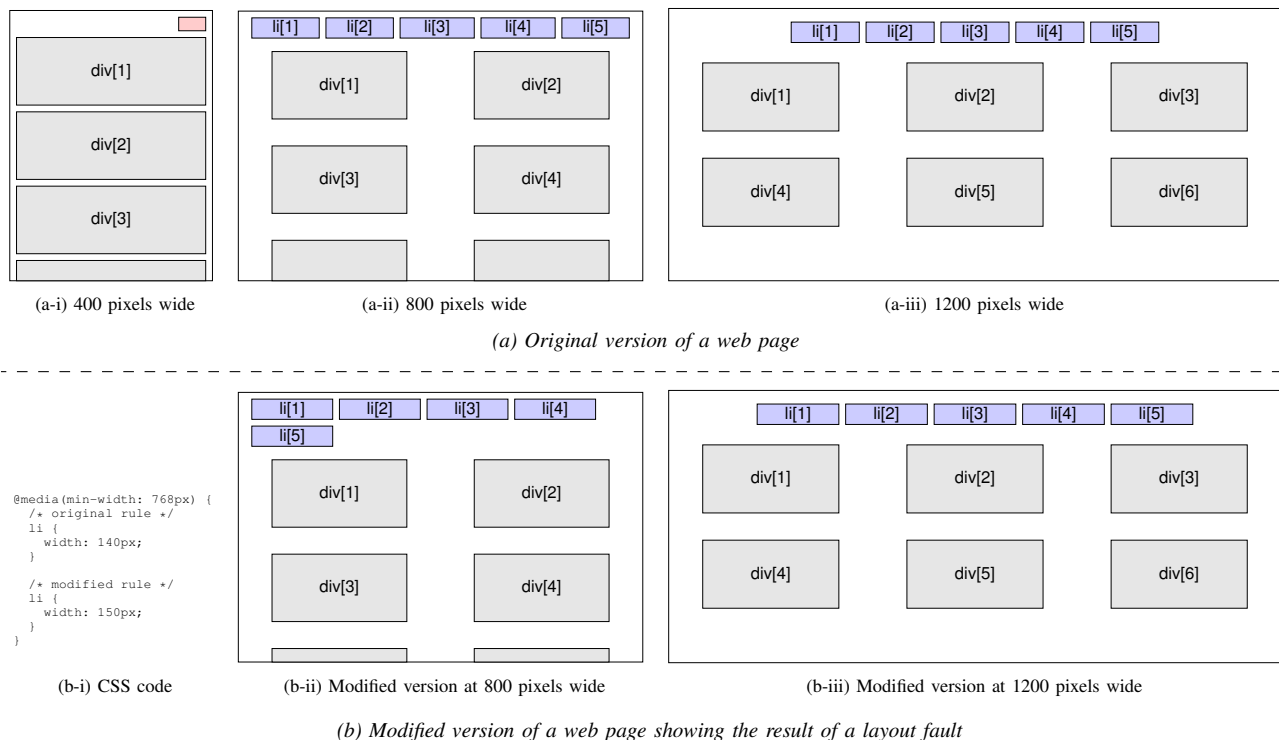 li[1] li[2] li[3] li[4] li[5]
div[1]
div[2]
div[3]
div[1] div[2]
div[3] div[4]
li[1] li[2] li[3] li[4] li[5]
div[1] div[2] div[3]
div[4] div[5] div[6]
(a-i) 400 pixels wide
(a-ii) 800 pixels wide
(a-iii) 1200 pixels wide
(a) Original version of a web page
@media(min-width: 768px) {
/* original rule */
li {
width: 140px;
}
/* modified rule */
li {
width: 150px;
}
}
li[1] li[2] li[3] li[4]
li[5]
div[1] div[2]
div[3] div[4]
li[1] li[2] li[3] li[4] li[5]
div[1] div[2] div[3]
div[4] div[5] div[6]
(b-i) CSS code
(b-ii) Modified version at 800 pixels wide
(b-iii) Modified version at 1200 pixels wide
(b) Modified version of a web page showing the result of a layout fault